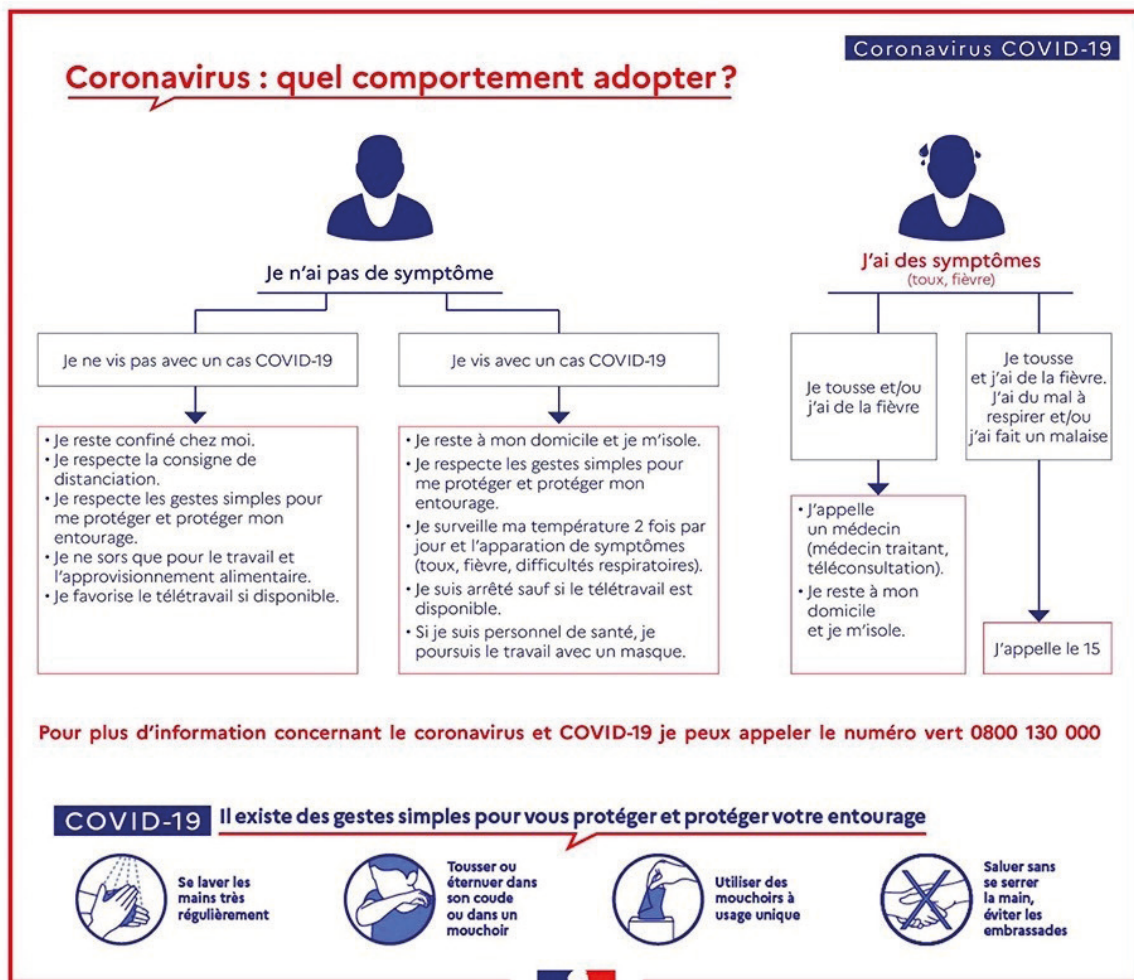 Coronavirus COVID-19
Coronavirus : quel comportement adopter ?
Je n'ai pas de symptôme
Je ne vis pas avec un cas COVID-19
• Je reste confiné chez moi.
• Je respecte la consigne de
distanciation.
• Je respecte les gestes simples pour
me protéger et protéger mon
entourage.
• Je ne sors que pour le travail et
l'approvisionnement alimentaire.
• Je favorise le télétravail si disponible.
Je vis avec un cas COVID-19
• Je reste à mon domicile et je m'isole.
• Je respecte les gestes simples pour
me protéger et protéger mon
entourage.
• Je surveille ma température 2 fois par
jour et l'apparation de symptômes
(toux, fièvre, difficultés respiratoires).
• Je suis arrêté sauf si le télétravail est
disponible.
• Si je suis personnel de santé, je
poursuis le travail avec un masque.
J'ai des symptômes
(toux, fièvre)
Je tousse et/ou
j'ai de la fièvre
• J'appelle
un médecin
(médecin traitant,
téléconsultation).
• Je reste à mon
domicile
et je m'isole.
Je tousse
et j'ai de la fièvre.
J'ai du mal à
respirer et/ou
j'ai fait un malaise
J'appelle le 15
Pour plus d'information concernant le coronavirus et COVID-19 je peux appeler le numéro vert 0800 130 000
COVID-19 Il existe des gestes simples pour vous protéger et protéger votre entourage
Se laver les
mains très
régulièrement
Tousser ou
éternuer dans
son coude
ou dans un
mouchoir
Utiliser des
mouchoirs à
usage unique
Saluer sans
se serrer
la main,
éviter les
embrassades